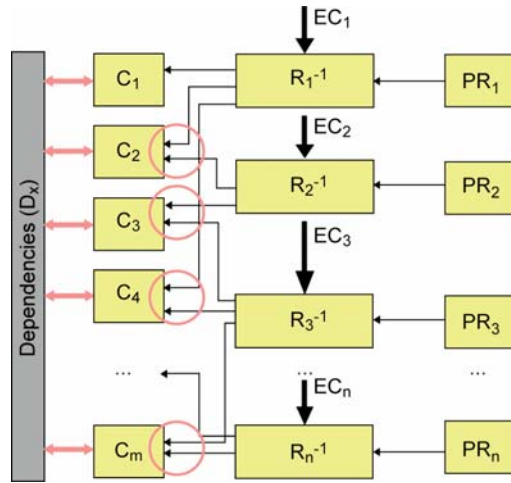 EC₁
C₁ R₁⁻¹ PR₁
EC₂
C₂ R₂⁻¹ PR₂
C₃
EC₃
C₄ R₃⁻¹ PR₃
... ... ...
ECₙ
Cₘ Rₙ⁻¹ PRₙ
Dependencies (Dₓ)